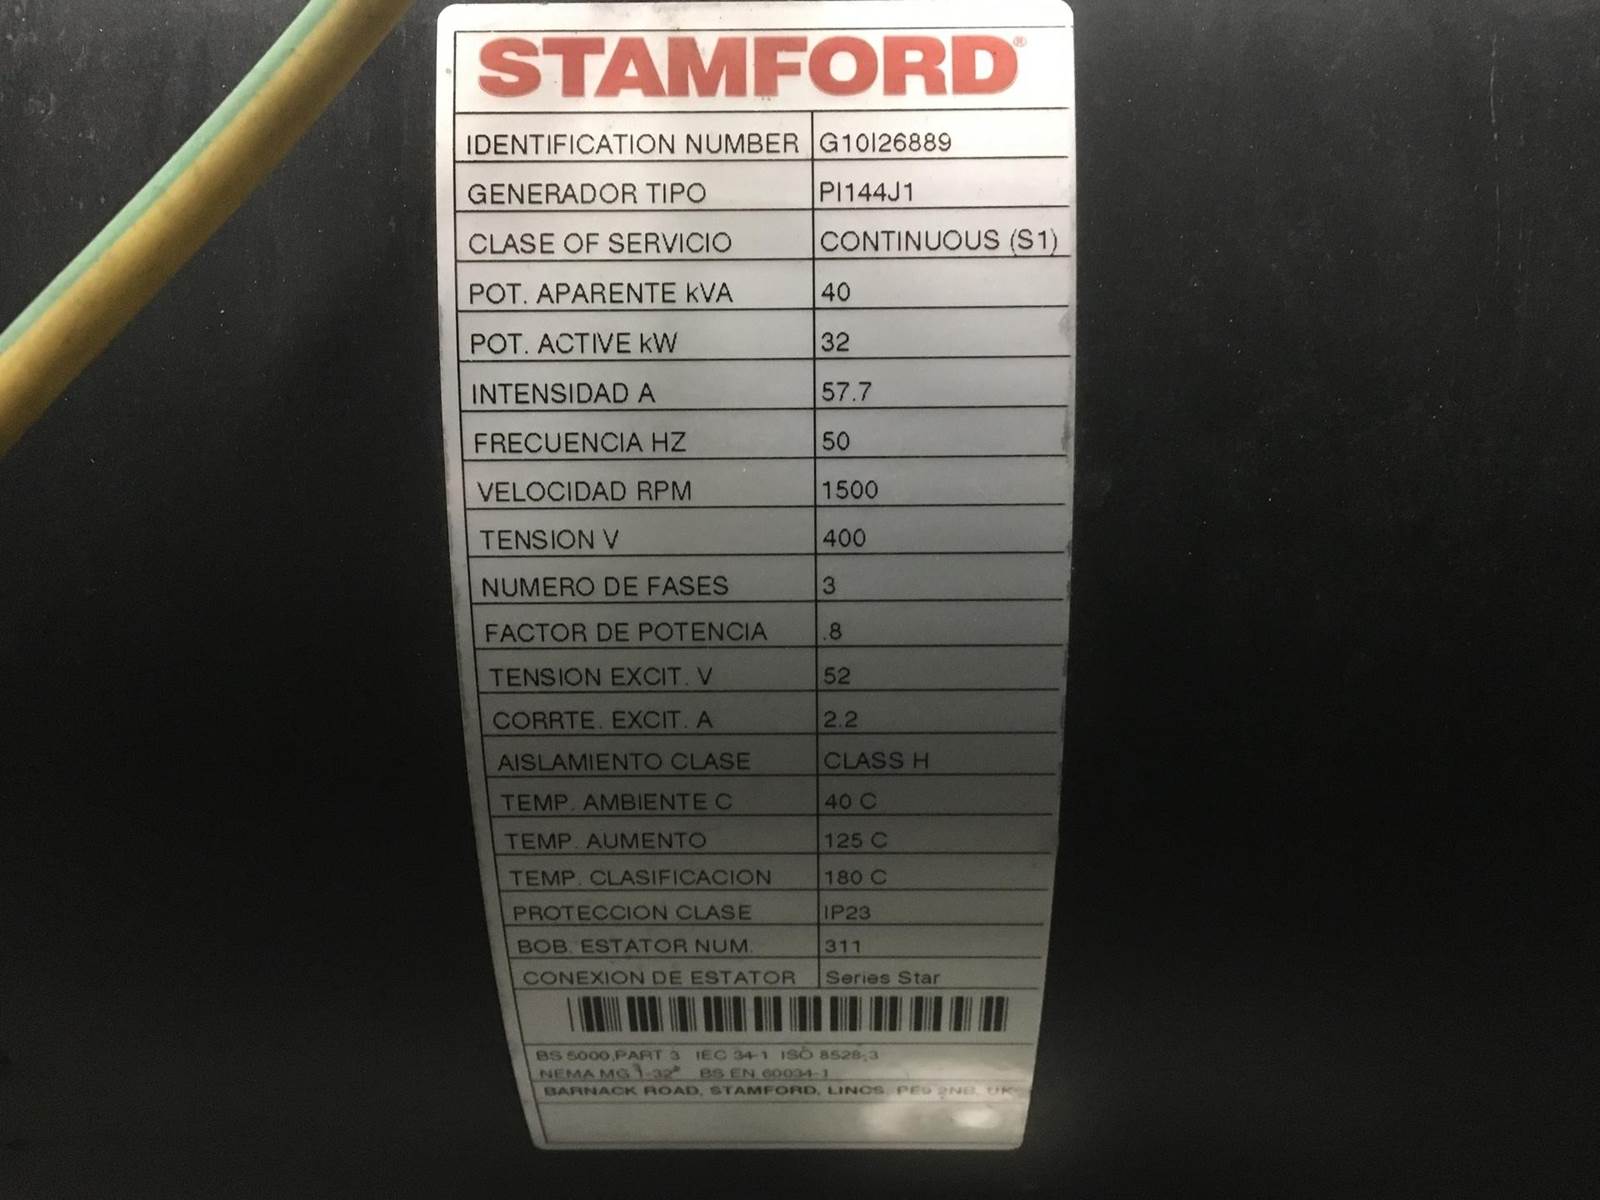 STAMFORD®
IDENTIFICATION NUMBER G10I26889
GENERADOR TIPO PI144J1
CLASE OF SERVICIO CONTINUOUS (S1)
POT. APARENTE kVA 40
POT. ACTIVE kW 32
INTENSIDAD A 57.7
FRECUENCIA HZ 50
VELOCIDAD RPM 1500
TENSION V 400
NUMERO DE FASES 3
FACTOR DE POTENCIA .8
TENSION EXCIT. V 52
CORRTE. EXCIT. A 2.2
AISLAMIENTO CLASE CLASS H
TEMP. AMBIENTE C 40 C
TEMP. AUMENTO 125 C
TEMP. CLASIFICACION 180 C
PROTECCION CLASE IP23
BOB. ESTATOR NUM. 311
CONEXION DE ESTATOR Series Star
BS 5000,PART 3 IEC 34-1 ISO 8528-3
NEMA MG 1-32 BS EN 60034-1
BARNACK ROAD, STAMFORD, LINCS. PE9 2NB. UK